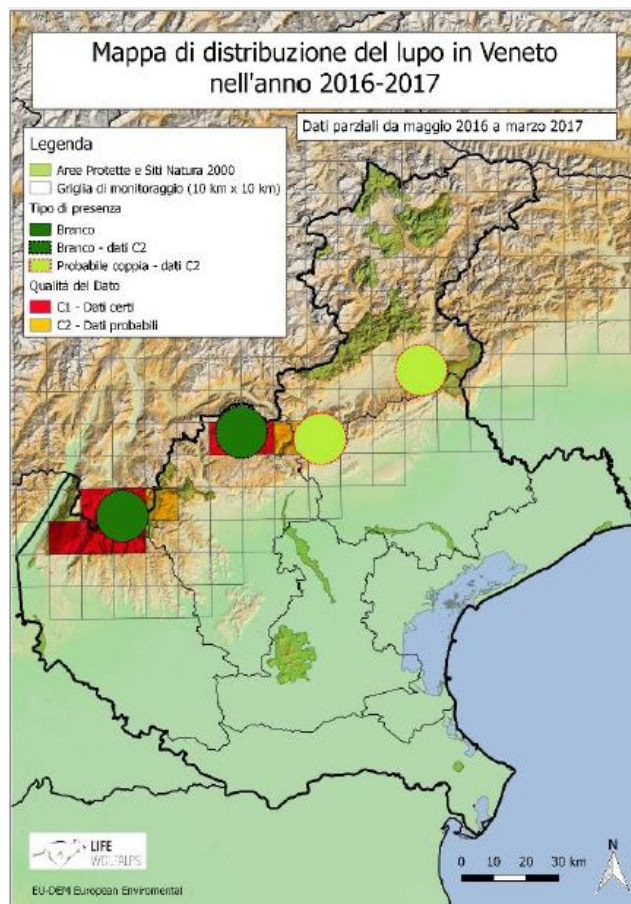 Mappa di distribuzione del lupo in Veneto
nell'anno 2016-2017
Dati parziali da maggio 2016 a marzo 2017
Legenda
Aree Protette e Siti Natura 2000
Griglia di monitoraggio (10 km x 10 km)
Tipo di presenza
Branco
Branco - dati C2
Probabile coppia - dati C2
Qualità del Dato
C1 - Dati certi
C2 - Dati probabili
LIFE
WOLFALPS
N
0 10 20 30 km
EU-DEM European Enviromental